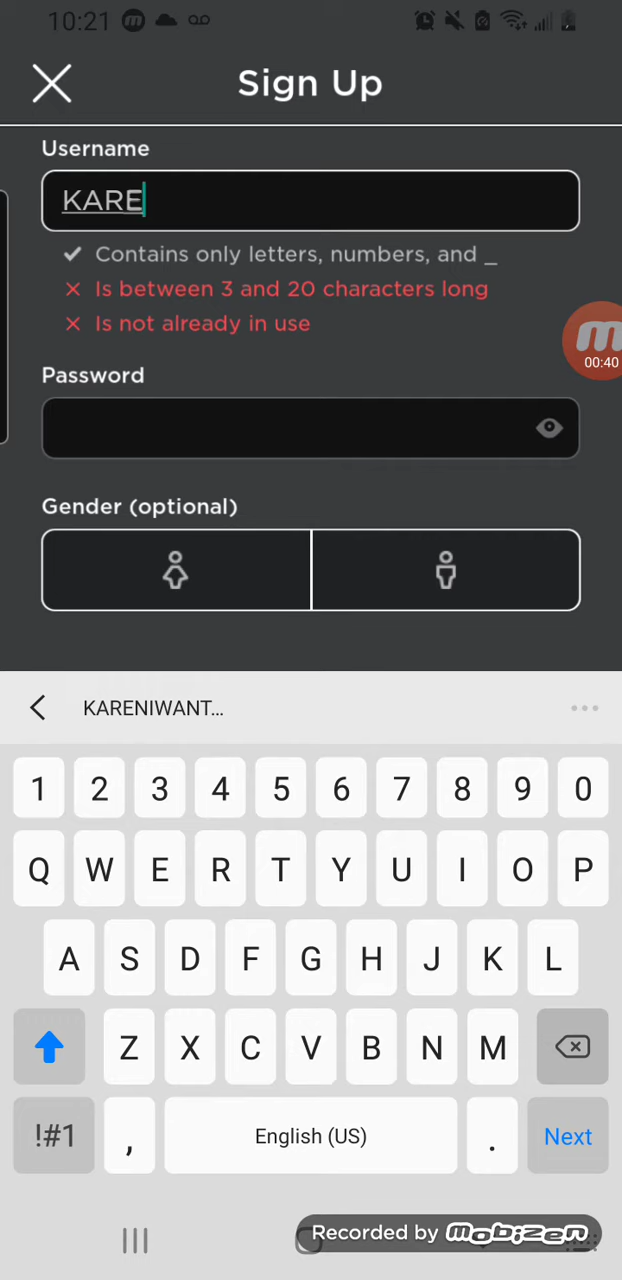 10:21
Sign Up
Username
KARE
Contains only letters, numbers, and _
Is between 3 and 20 characters long
Is not already in use
00:40
Password
Gender (optional)
KARENIWANT...
1 2 3 4 5 6 7 8 9 0
Q W E R T Y U I O P
A S D F G H J K L
Z X C V B N M
!#1 , English (US) . Next
Recorded by mobizen